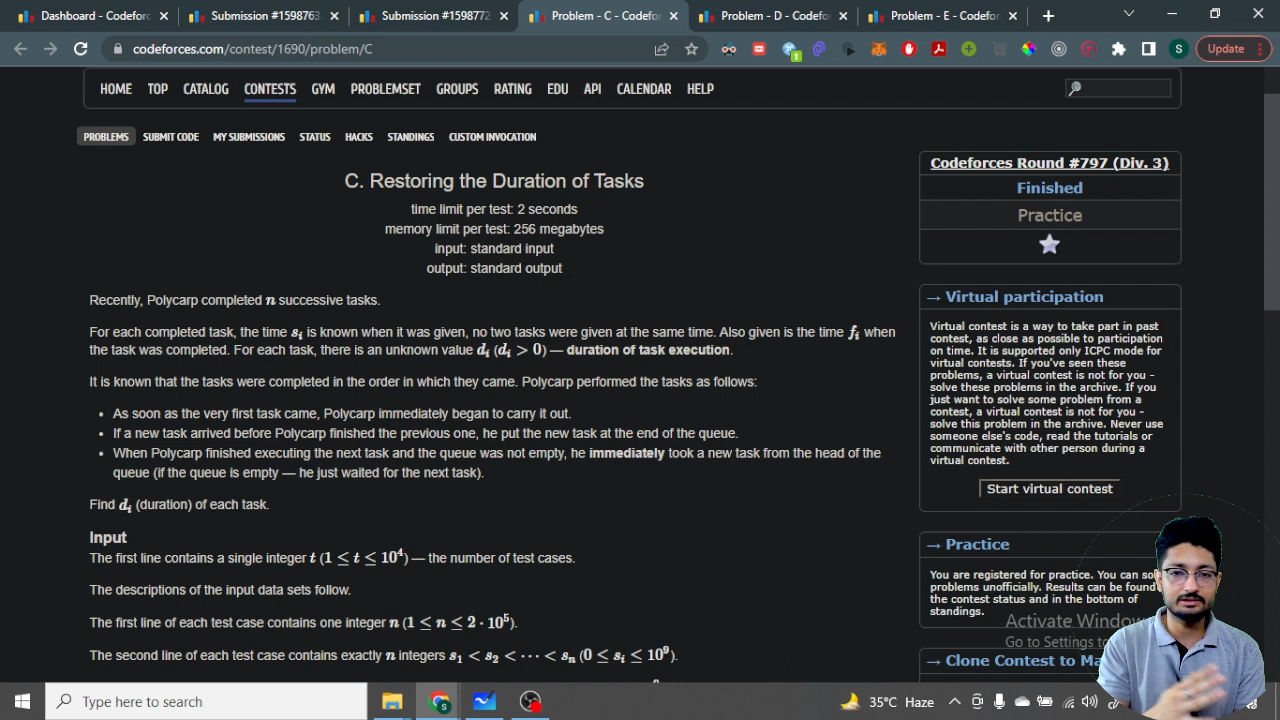 Dashboard - Codeforc
Submission #1598763
Submission #1598772
Problem - C - Codefo
Problem - D - Codefor
Problem - E - Codefor
codeforces.com/contest/1690/problem/C
1
S
Update
HOME TOP CATALOG CONTESTS GYM PROBLEMSET GROUPS RATING EDU API CALENDAR HELP
PROBLEMS SUBMIT CODE MY SUBMISSIONS STATUS HACKS STANDINGS CUSTOM INVOCATION
C. Restoring the Duration of Tasks
time limit per test: 2 seconds
memory limit per test: 256 megabytes
input: standard input
output: standard output
Recently, Polycarp completed n successive tasks.
For each completed task, the time sᵢ is known when it was given, no two tasks were given at the same time. Also given is the time fᵢ when
the task was completed. For each task, there is an unknown value dᵢ (dᵢ > 0) — duration of task execution.
It is known that the tasks were completed in the order in which they came. Polycarp performed the tasks as follows:
• As soon as the very first task came, Polycarp immediately began to carry it out.
• If a new task arrived before Polycarp finished the previous one, he put the new task at the end of the queue.
• When Polycarp finished executing the next task and the queue was not empty, he immediately took a new task from the head of the
queue (if the queue is empty — he just waited for the next task).
Find dᵢ (duration) of each task.
Input
The first line contains a single integer t (1 ≤ t ≤ 10⁴) — the number of test cases.
The descriptions of the input data sets follow.
The first line of each test case contains one integer n (1 ≤ n ≤ 2 · 10⁵).
The second line of each test case contains exactly n integers s₁ < s₂ < ⋯ < sₙ (0 ≤ sᵢ ≤ 10⁹).
Codeforces Round #797 (Div. 3)
Finished
Practice
→ Virtual participation
Virtual contest is a way to take part in past
contest, as close as possible to participation
on time. It is supported only ICPC mode for
virtual contests. If you've seen these
problems, a virtual contest is not for you -
solve these problems in the archive. If you
just want to solve some problem from a
contest, a virtual contest is not for you -
solve this problem in the archive. Never use
someone else's code, read the tutorials or
communicate with other person during a
virtual contest.
Start virtual contest
→ Practice
You are registered for practice. You can so
problems unofficially. Results can be found
the contest status and in the bottom of
standings.
Activate Window
Go to Settings to
→ Clone Contest to Ma
Type here to search
35°C Haze